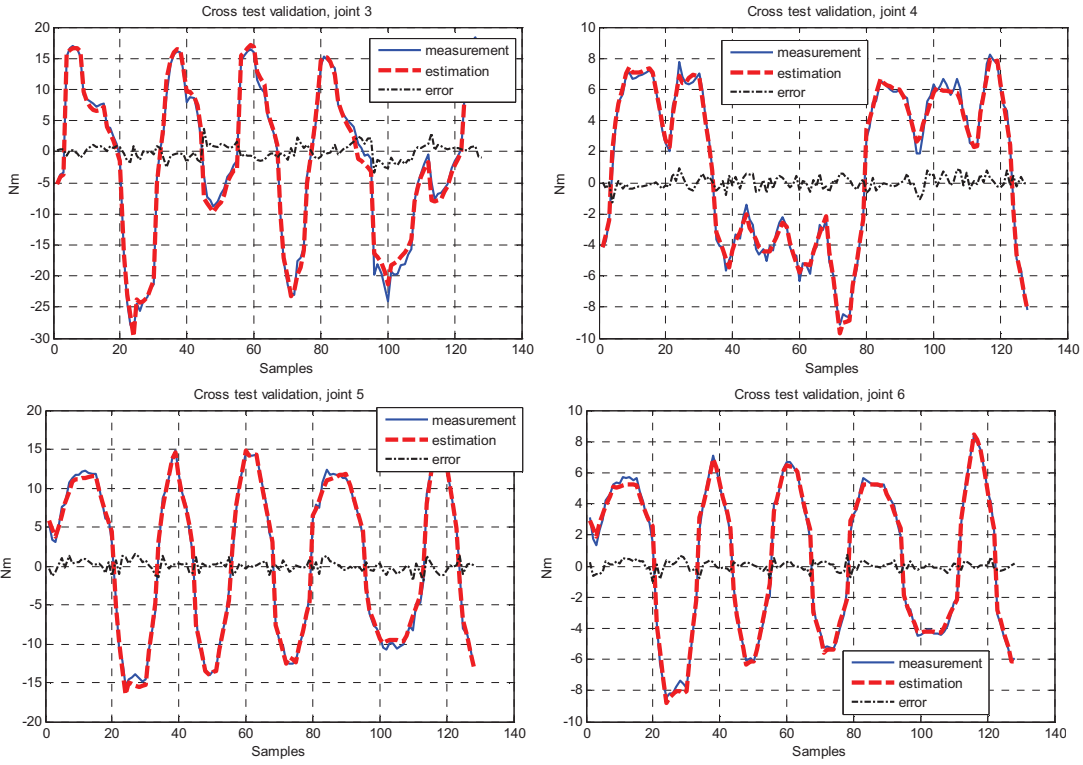 Cross test validation, joint 3
20
15
10
5
0
-5
-10
-15
-20
-25
-30
Nm
0 20 40 60 80 100 120 140
Samples
measurement
estimation
error
Cross test validation, joint 4
10
8
6
4
2
0
-2
-4
-6
-8
-10
Nm
0 20 40 60 80 100 120 140
Samples
measurement
estimation
error
Cross test validation, joint 5
20
15
10
5
0
-5
-10
-15
-20
Nm
0 20 40 60 80 100 120 140
Samples
measurement
estimation
error
Cross test validation, joint 6
10
8
6
4
2
0
-2
-4
-6
-8
-10
Nm
0 20 40 60 80 100 120 140
Samples
measurement
estimation
error